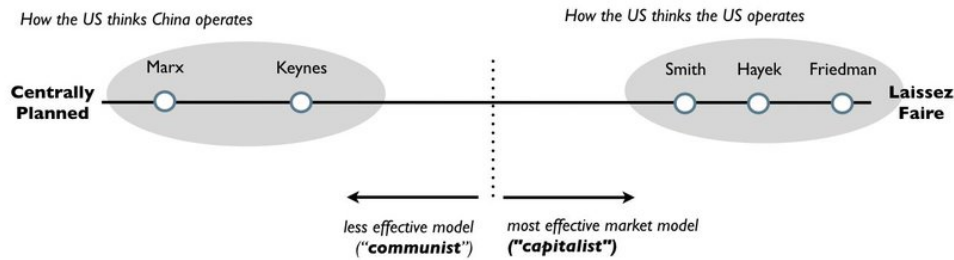 How the US thinks China operates
How the US thinks the US operates
Marx
Keynes
Smith
Hayek
Friedman
Centrally
Planned
Laissez
Faire
less effective model
(“communist”)
most effective market model
("capitalist")